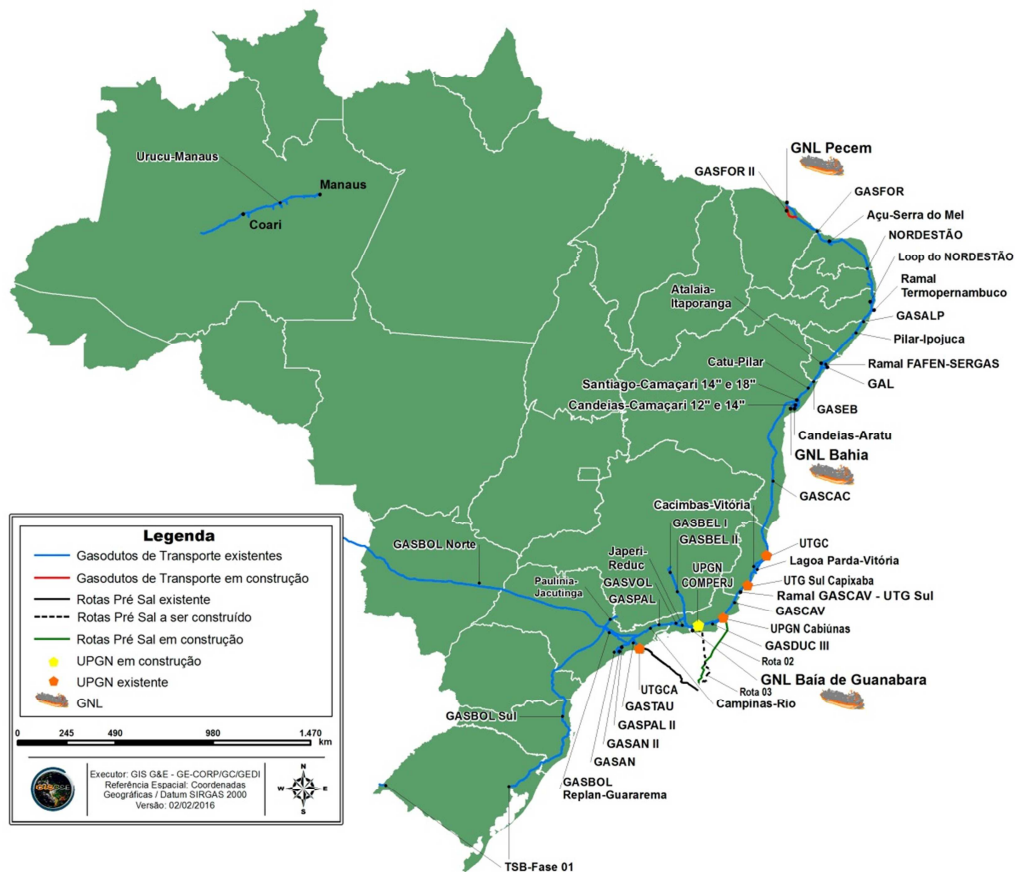 GNL Pecem
GASFOR II
Urucu-Manaus
Manaus
Coari
GASFOR
Açu-Serra do Mel
NORDESTÃO
Loop do NORDESTÃO
Ramal
Termopernambuco
Atalaia-
Itaporanga
GASALP
Pilar-Ipojuca
Catu-Pilar
Ramal FAFEN-SERGAS
GAL
Santiago-Camaçari 14" e 18"
Candeias-Camaçari 12" e 14"
GASEB
Candeias-Aratu
GNL Bahia
GASCAC
Cacimbas-Vitória
GASBEL I
GASBEL II
GASBOL Norte
Japeri-
Reduc
UPGN
COMPERJ
UTGC
Lagoa Parda-Vitória
Paulínia-
Jacutinga
GASVOL
GASPAL
UTG Sul Capixaba
Ramal GASCAV - UTG Sul
GASCAV
UPGN Cabiúnas
GASDUC III
Rota 02
GNL Baía de Guanabara
Rota 03
Campinas-Rio
UTGCA
GASTAU
GASPAL II
GASAN II
GASAN
GASBOL Sul
GASBOL
Replan-Guararema
TSB-Fase 01
Legenda
Gasodutos de Transporte existentes
Gasodutos de Transporte em construção
Rotas Pré Sal existente
Rotas Pré Sal a ser construído
Rotas Pré Sal em construção
UPGN em construção
UPGN existente
GNL
0 245 490 980 1.470
km
Executor: GIS G&E - GE-CORP/GC/GEDI
Referência Espacial: Coordenadas
Geográficas / Datum SIRGAS 2000
Versão: 02/02/2016
N
W E
S